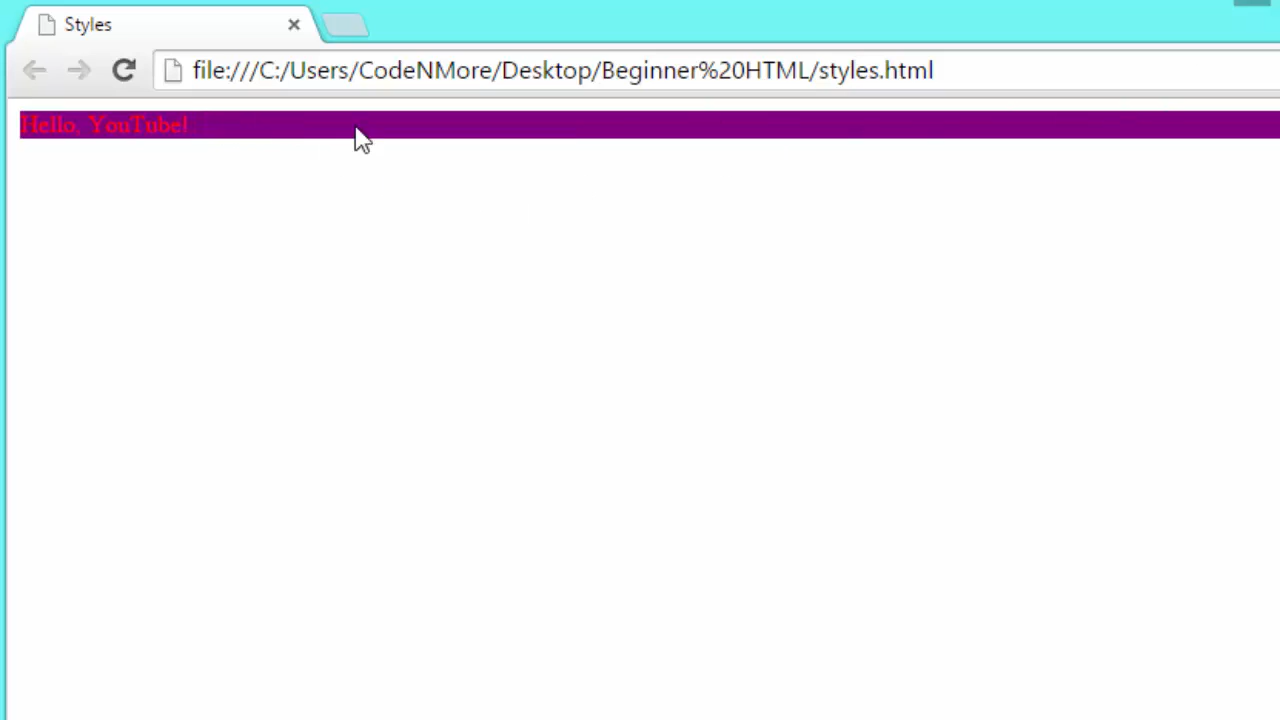 Styles
file:///C:/Users/CodeNMore/Desktop/Beginner%20HTML/styles.html
Hello, YouTube!